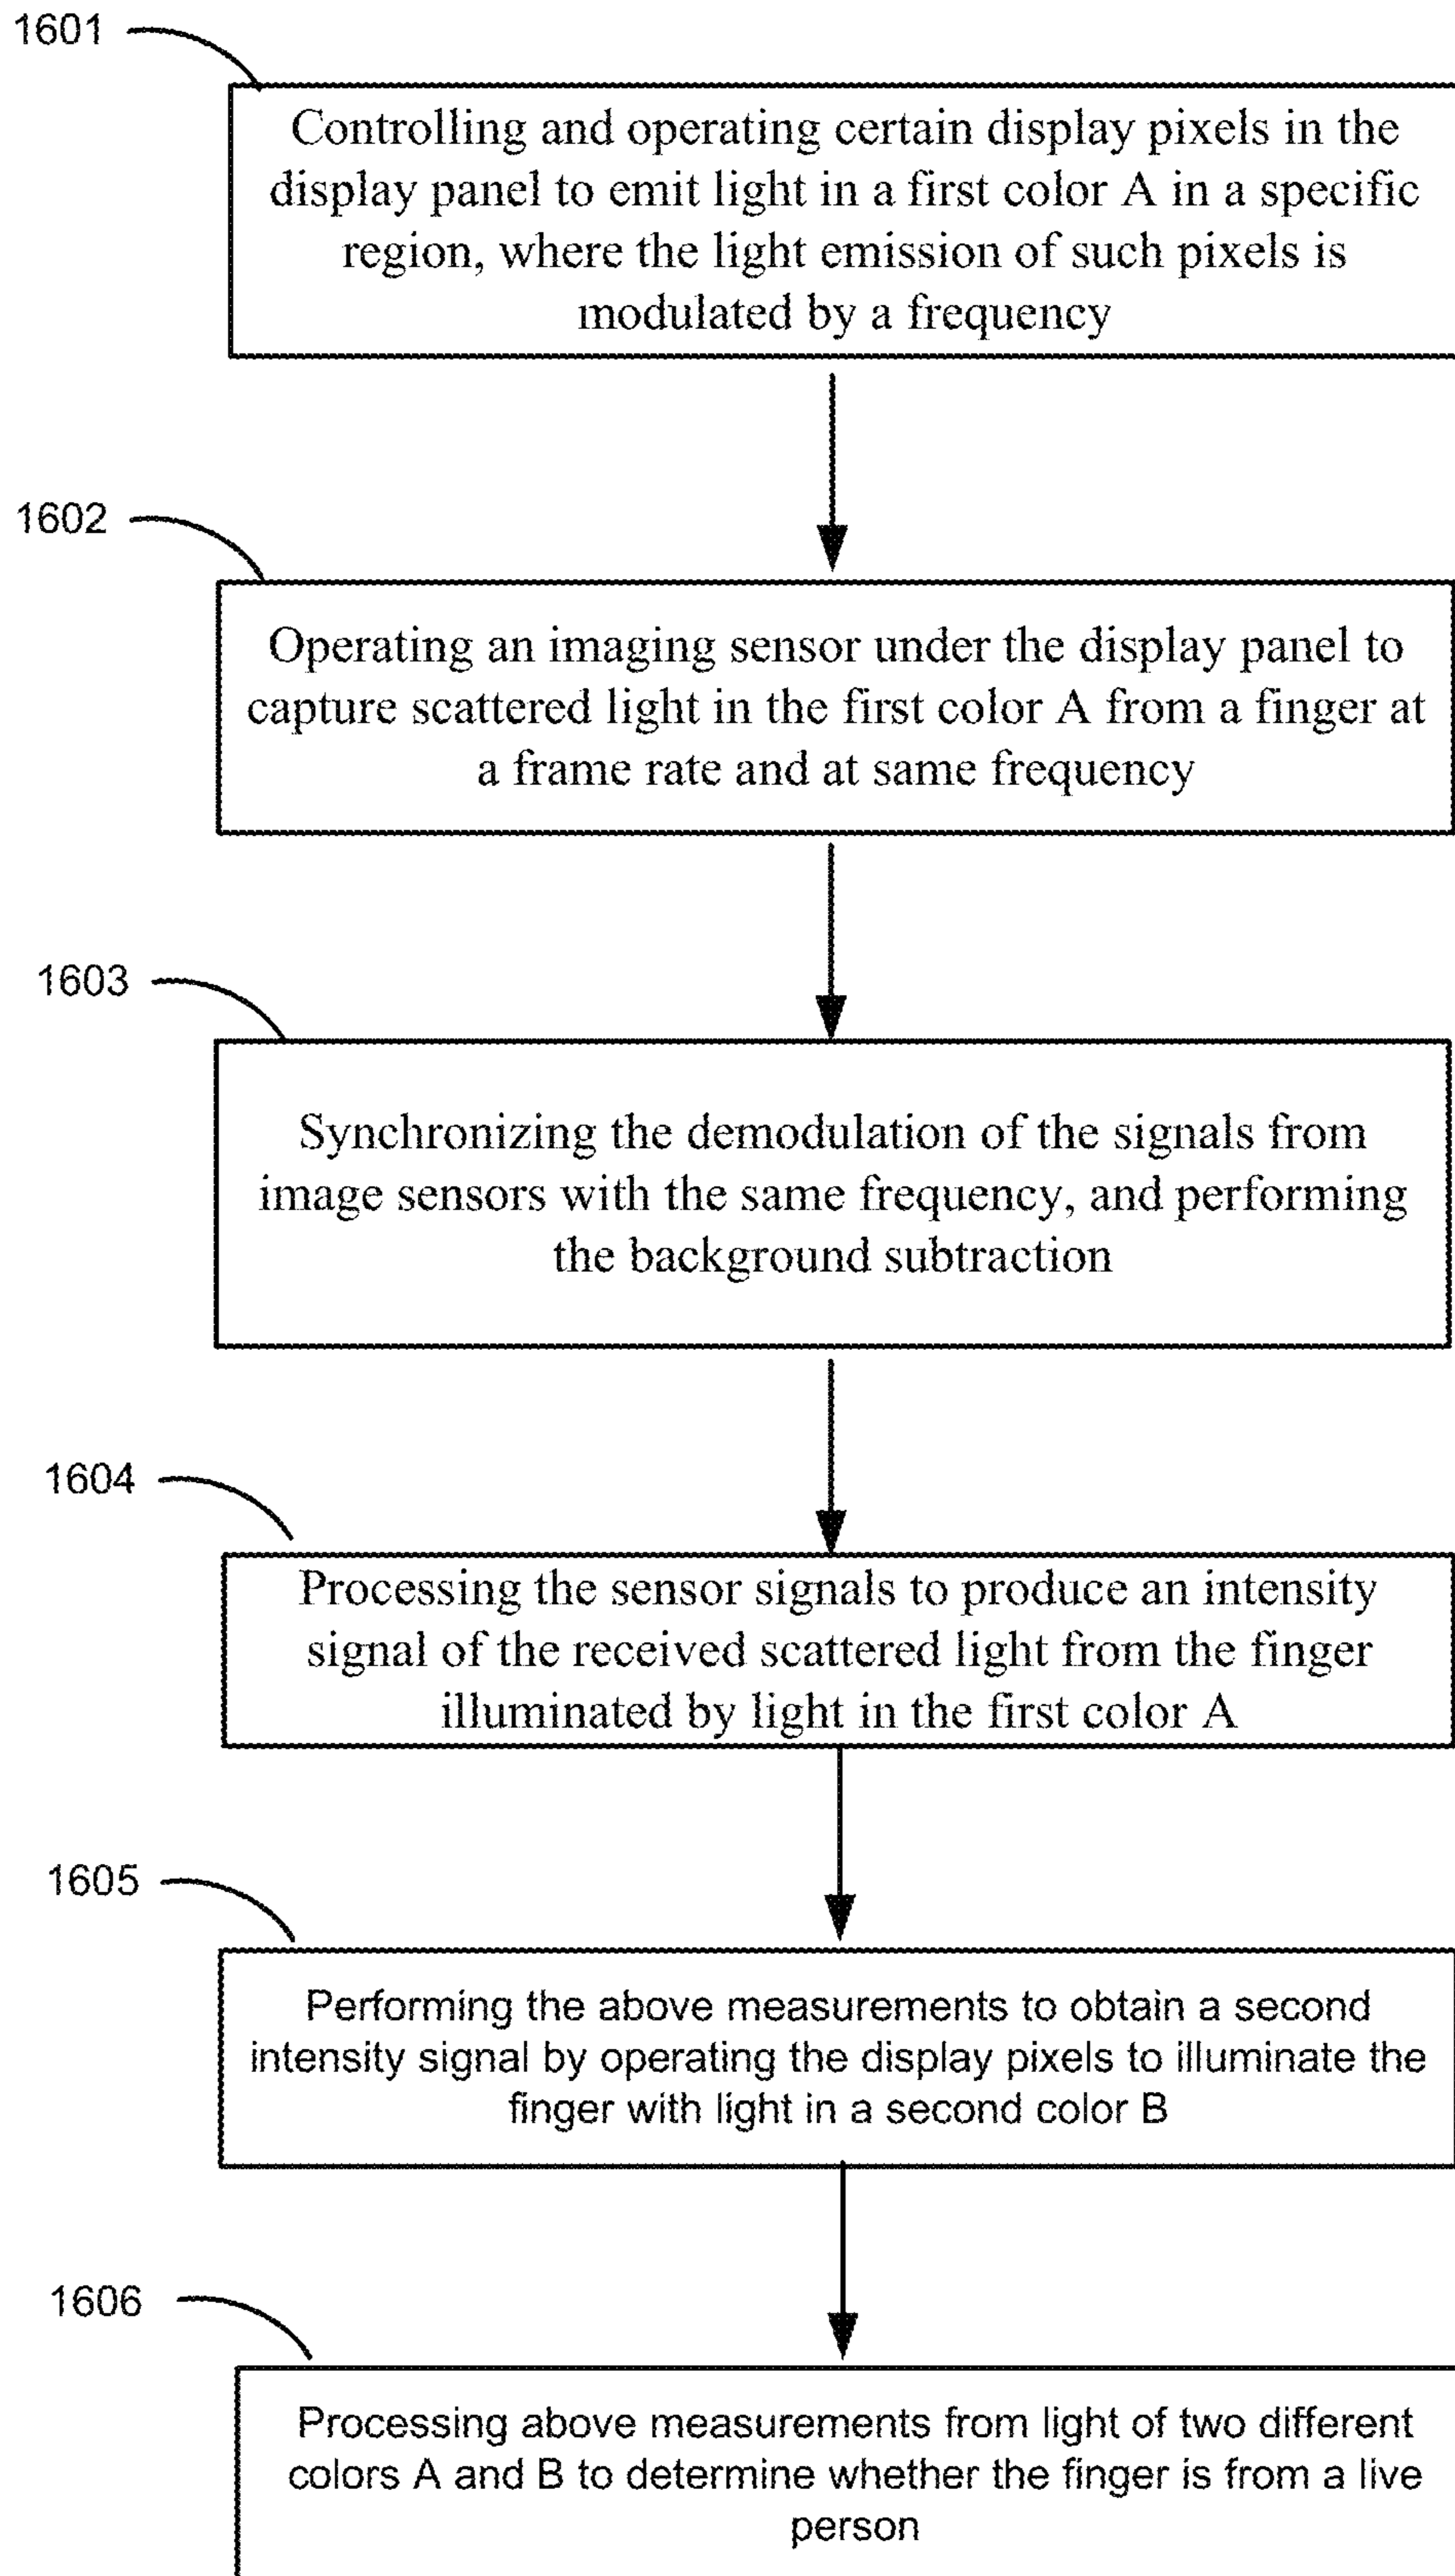 1601
Controlling and operating certain display pixels in the
display panel to emit light in a first color A in a specific
region, where the light emission of such pixels is
modulated by a frequency
1602
Operating an imaging sensor under the display panel to
capture scattered light in the first color A from a finger at
a frame rate and at same frequency
1603
Synchronizing the demodulation of the signals from
image sensors with the same frequency, and performing
the background subtraction
1604
Processing the sensor signals to produce an intensity
signal of the received scattered light from the finger
illuminated by light in the first color A
1605
Performing the above measurements to obtain a second
intensity signal by operating the display pixels to illuminate the
finger with light in a second color B
1606
Processing above measurements from light of two different
colors A and B to determine whether the finger is from a live
person